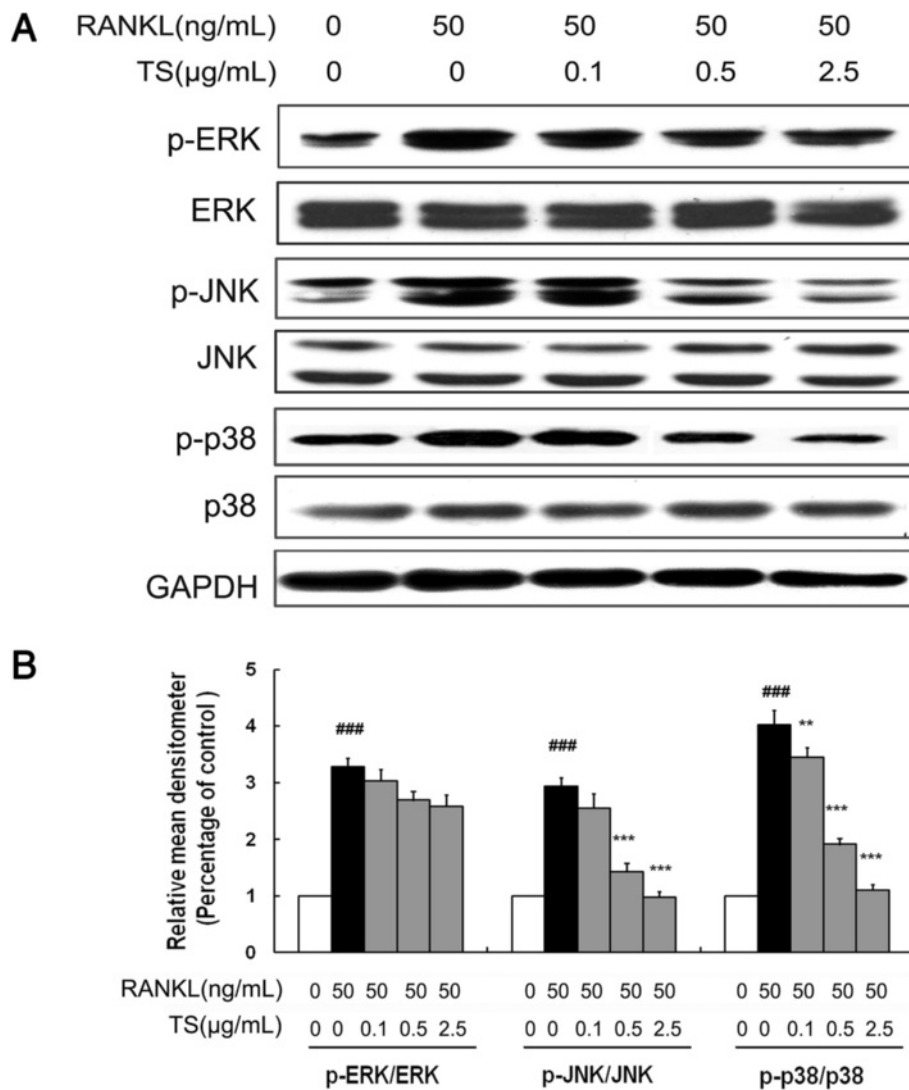 A
RANKL(ng/mL) 0 50 50 50 50
TS(µg/mL) 0 0 0.1 0.5 2.5
p-ERK
ERK
p-JNK
JNK
p-p38
p38
GAPDH
B
Relative mean densitometer
(Percentage of control )
5
4
3
2
1
0
###
###
***
***
###
**
***
***
RANKL(ng/mL) 0 50 50 50 50 0 50 50 50 50 0 50 50 50 50
TS(µg/mL) 0 0 0.1 0.5 2.5 0 0 0.1 0.5 2.5 0 0 0.1 0.5 2.5
p-ERK/ERK p-JNK/JNK p-p38/p38